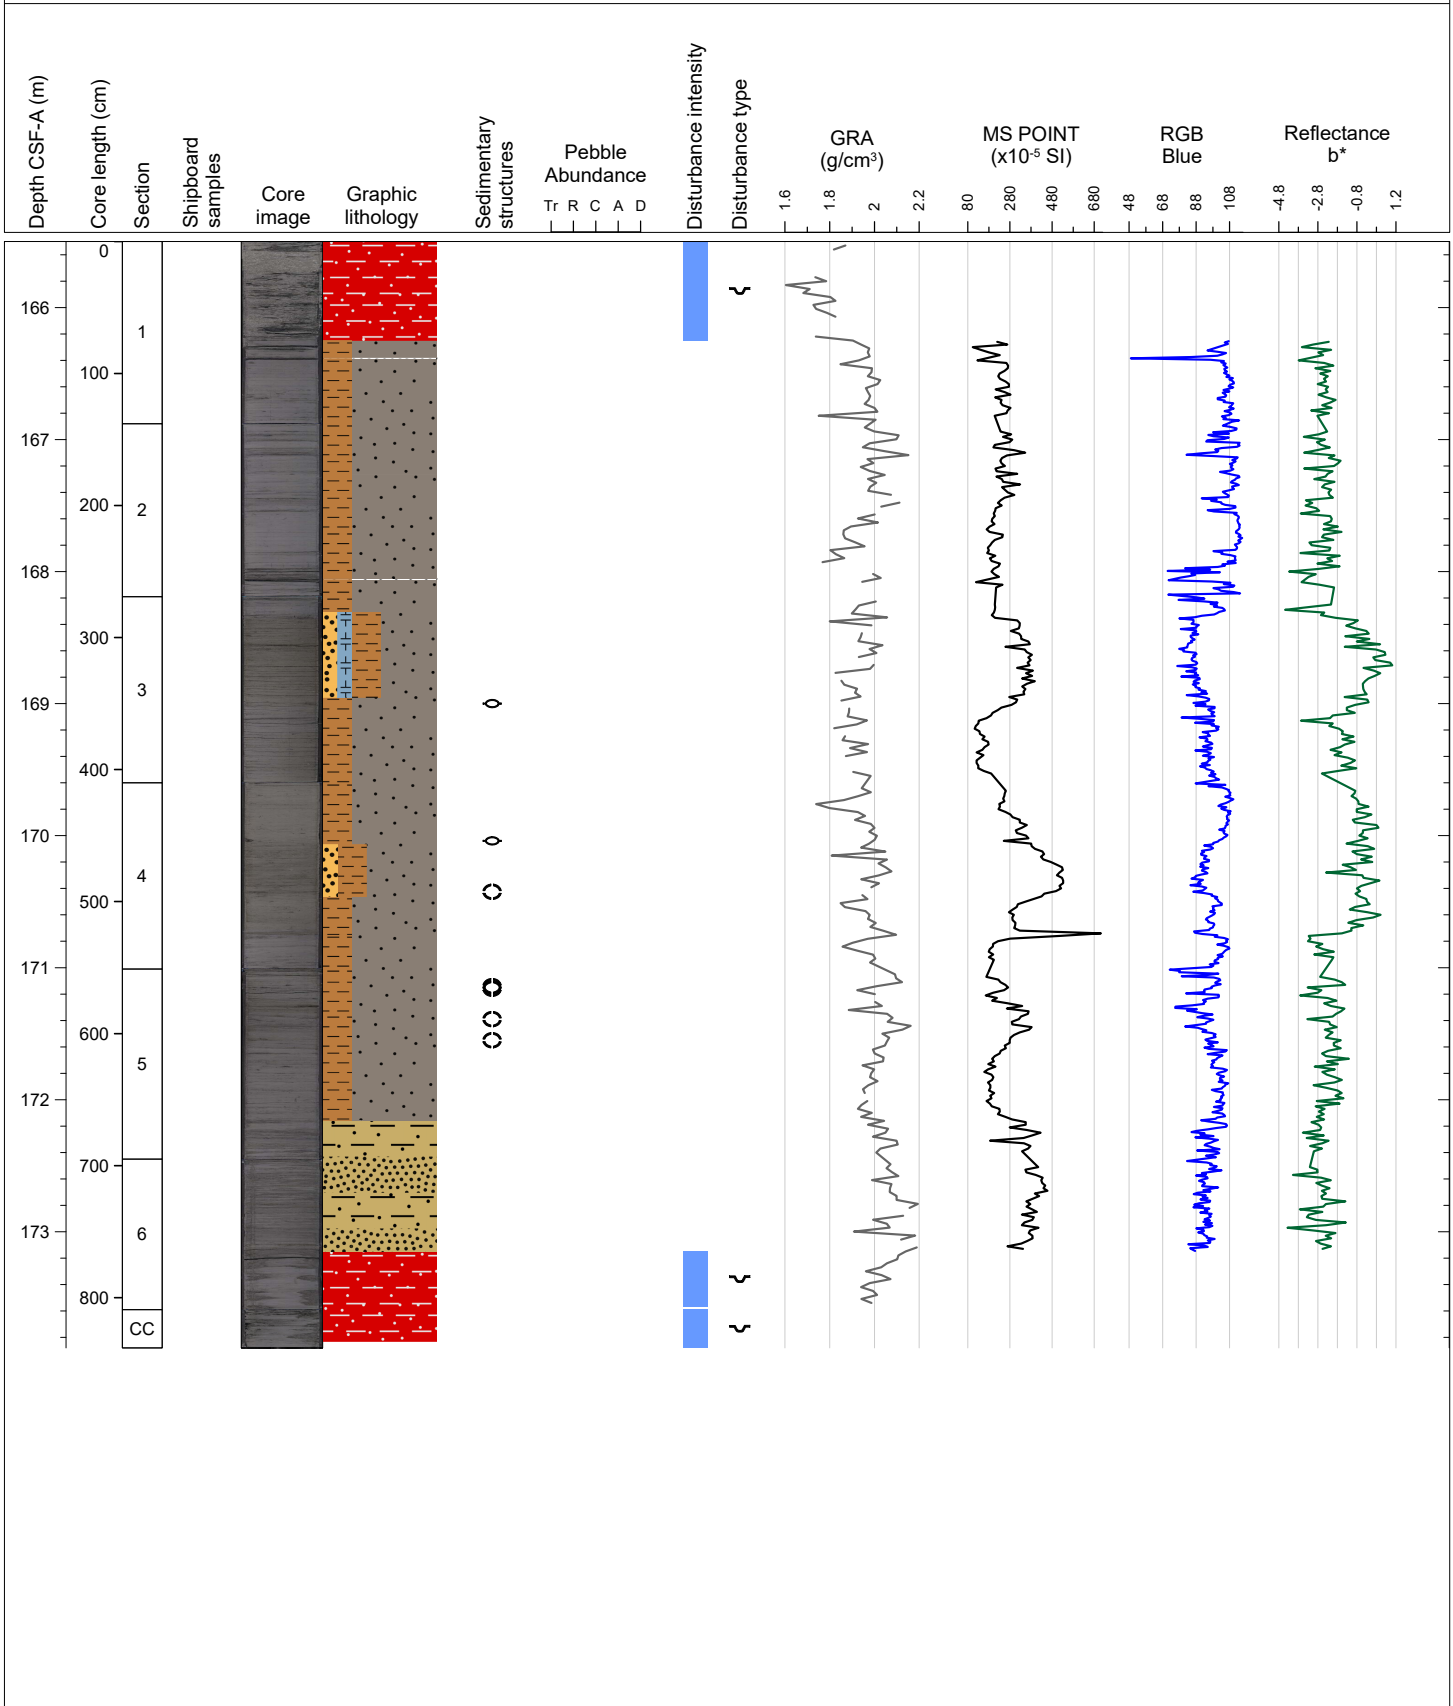 Depth CSF-A (m)
Core length (cm)
Section
Shipboard
samples
Core
image
Graphic
lithology
Sedimentary
structures
Pebble
Abundance
Tr R C A D
Disturbance intensity
Disturbance type
GRA
(g/cm³)
1.6 1.8 2 2.2
MS POINT
(x10⁻⁵ SI)
80 280 480 680
RGB
Blue
48 68 88 108
Reflectance
b*
-4.8 -2.8 -0.8 1.2
0
166
1
100
167
200
2
168
300
3
169
400
170
4
500
171
600
5
172
700
173
6
800
CC